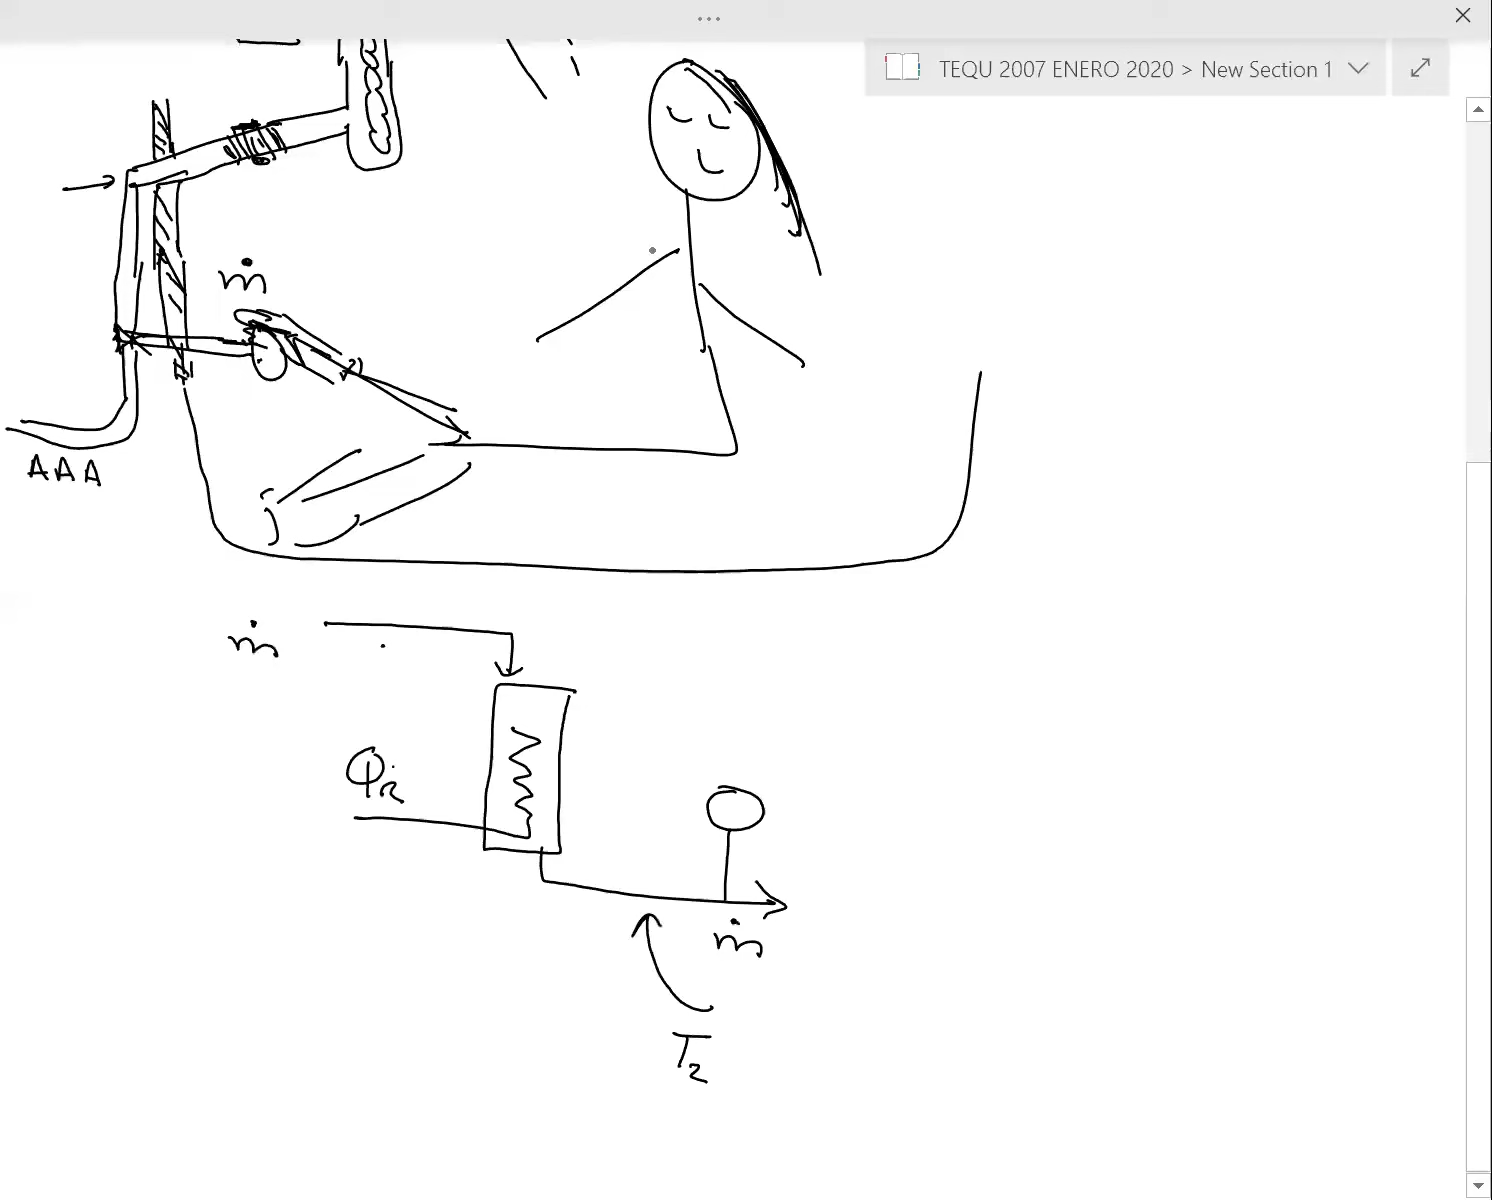 TEQU 2007 ENERO 2020 > New Section 1
ṁ
AAA
ṁ
ṁ
T₂